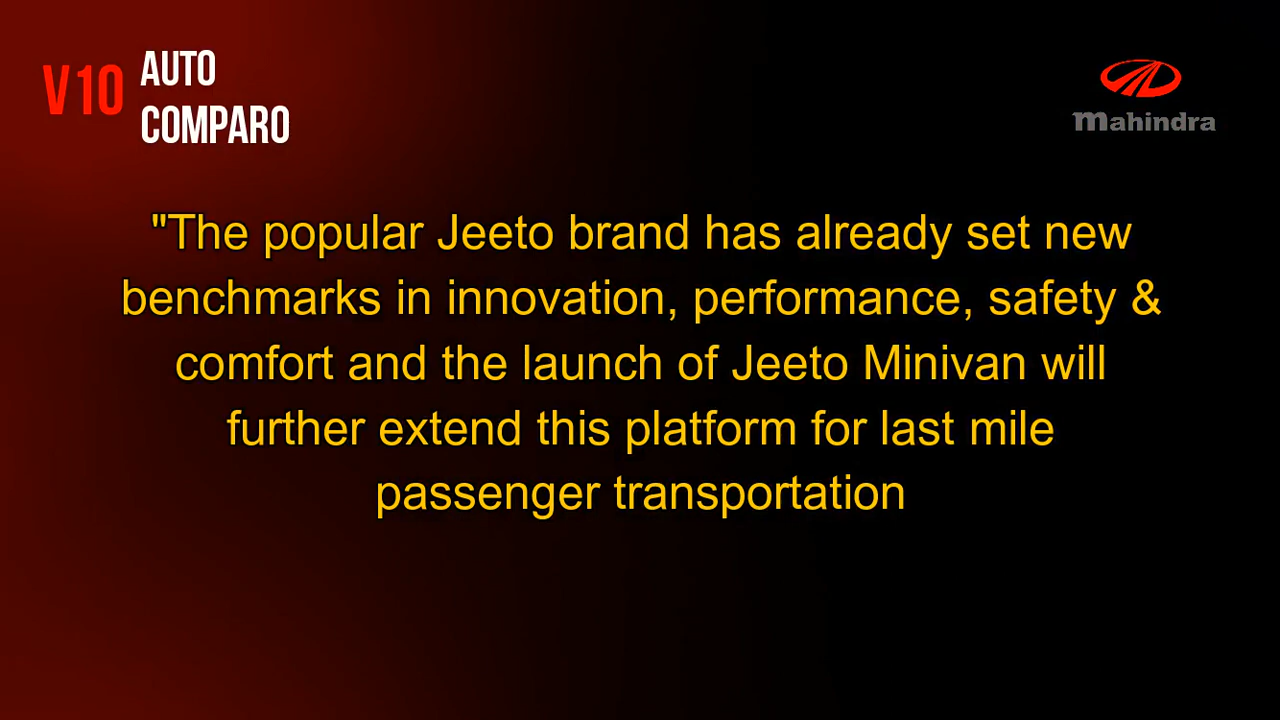 V10 AUTO
COMPARO
Mahindra
"The popular Jeeto brand has already set new
benchmarks in innovation, performance, safety &
comfort and the launch of Jeeto Minivan will
further extend this platform for last mile
passenger transportation